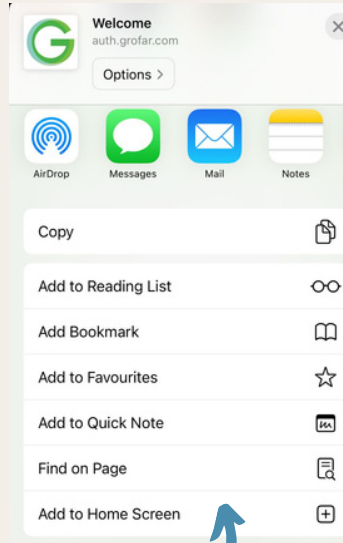 Welcome
auth.grofar.com
Options >
AirDrop Messages Mail Notes
Copy
Add to Reading List
Add Bookmark
Add to Favourites
Add to Quick Note
Find on Page
Add to Home Screen